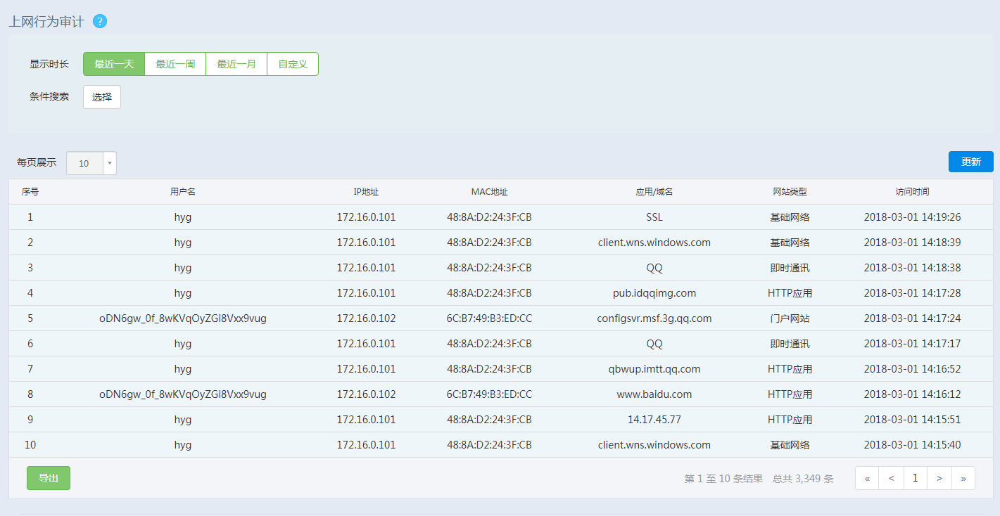 上网行为审计 ?
显示时长 最近一天 最近一周 最近一月 自定义
条件搜索 选择
每页展示 10 更新
序号 用户名 IP地址 MAC地址 应用/域名 网站类型 访问时间
1 hyg 172.16.0.101 48:8A:D2:24:3F:CB SSL 基础网络 2018-03-01 14:19:26
2 hyg 172.16.0.101 48:8A:D2:24:3F:CB client.wns.windows.com 基础网络 2018-03-01 14:18:39
3 hyg 172.16.0.101 48:8A:D2:24:3F:CB QQ 即时通讯 2018-03-01 14:18:38
4 hyg 172.16.0.101 48:8A:D2:24:3F:CB pub.idqqimg.com HTTP应用 2018-03-01 14:17:28
5 oDN6gw_0f_8wKVqOyZGi8Vxx9vug 172.16.0.102 6C:B7:49:B3:ED:CC configsvr.msf.3g.qq.com 门户网站 2018-03-01 14:17:24
6 hyg 172.16.0.101 48:8A:D2:24:3F:CB QQ 即时通讯 2018-03-01 14:17:17
7 hyg 172.16.0.101 48:8A:D2:24:3F:CB qbwup.imtt.qq.com HTTP应用 2018-03-01 14:16:52
8 oDN6gw_0f_8wKVqOyZGi8Vxx9vug 172.16.0.102 6C:B7:49:B3:ED:CC www.baidu.com HTTP应用 2018-03-01 14:16:12
9 hyg 172.16.0.101 48:8A:D2:24:3F:CB 14.17.45.77 HTTP应用 2018-03-01 14:15:51
10 hyg 172.16.0.101 48:8A:D2:24:3F:CB client.wns.windows.com 基础网络 2018-03-01 14:15:40
导出 第 1 至 10 条结果 总共 3,349 条 « < 1 > »